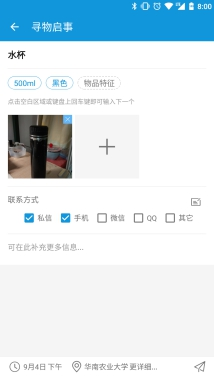 8:00
寻物启事
水杯
500ml 黑色 物品特征
点击空白区域或键盘上回车键即可输入下一个
联系方式
私信 手机 微信 QQ 其它
可在此补充更多信息...
9月4日 下午 华南农业大学 更详细...